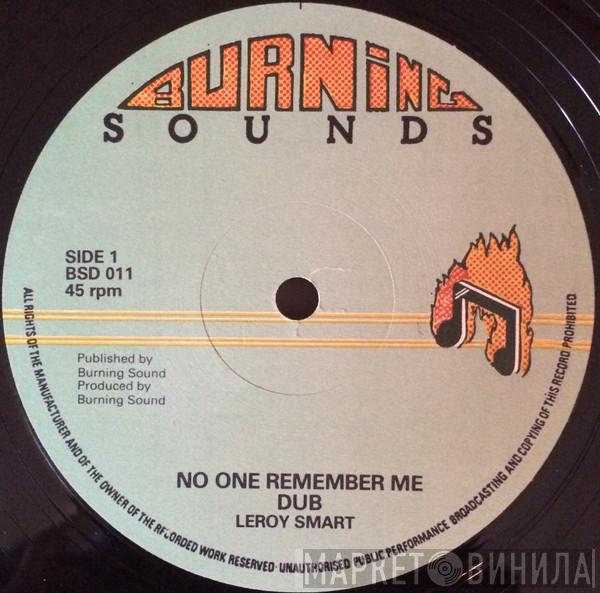 BURNiNG
SOUNDS
SIDE 1
BSD 011
45 rpm
Published by
Burning Sound
Produced by
Burning Sound
NO ONE REMEMBER ME
DUB
LEROY SMART
ALL RIGHTS OF THE MANUFACTURER AND OF THE OWNER OF THE RECORDED WORK RESERVED·UNAUTHORISED PUBLIC PERFORMANCE BROADCASTING AND COPYING OF THIS RECORD PROHIBITED
МАРКЕТ ВИНИЛА